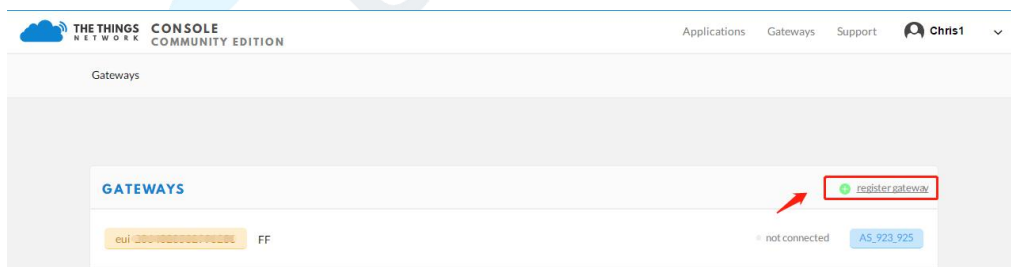 THE THINGS NETWORK CONSOLE COMMUNITY EDITION
Applications Gateways Support Chris1
Gateways
GATEWAYS register gateway
eui FF not connected AS_923_925